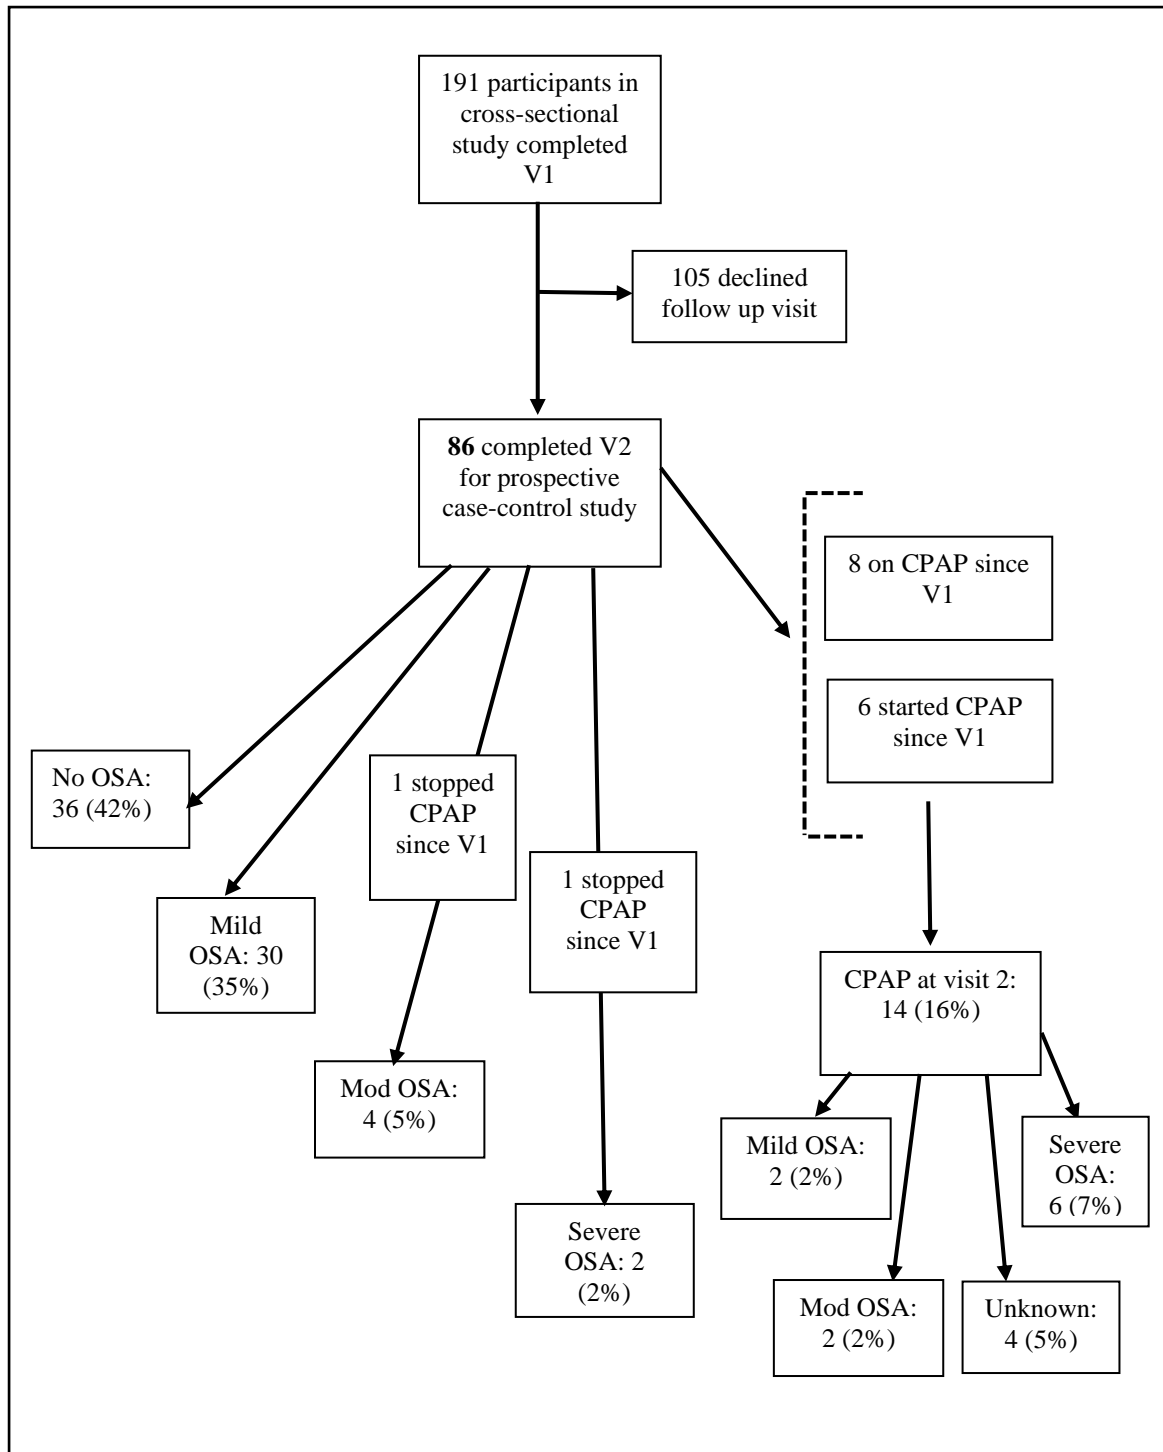 191 participants in
cross-sectional
study completed
V1
105 declined
follow up visit
86 completed V2
for prospective
case-control study
8 on CPAP since
V1
6 started CPAP
since V1
No OSA:
36 (42%)
1 stopped
CPAP
since V1
1 stopped
CPAP
since V1
Mild
OSA: 30
(35%)
CPAP at visit 2:
14 (16%)
Mod OSA:
4 (5%)
Mild OSA:
2 (2%)
Severe
OSA:
6 (7%)
Severe
OSA: 2
(2%)
Mod OSA:
2 (2%)
Unknown:
4 (5%)